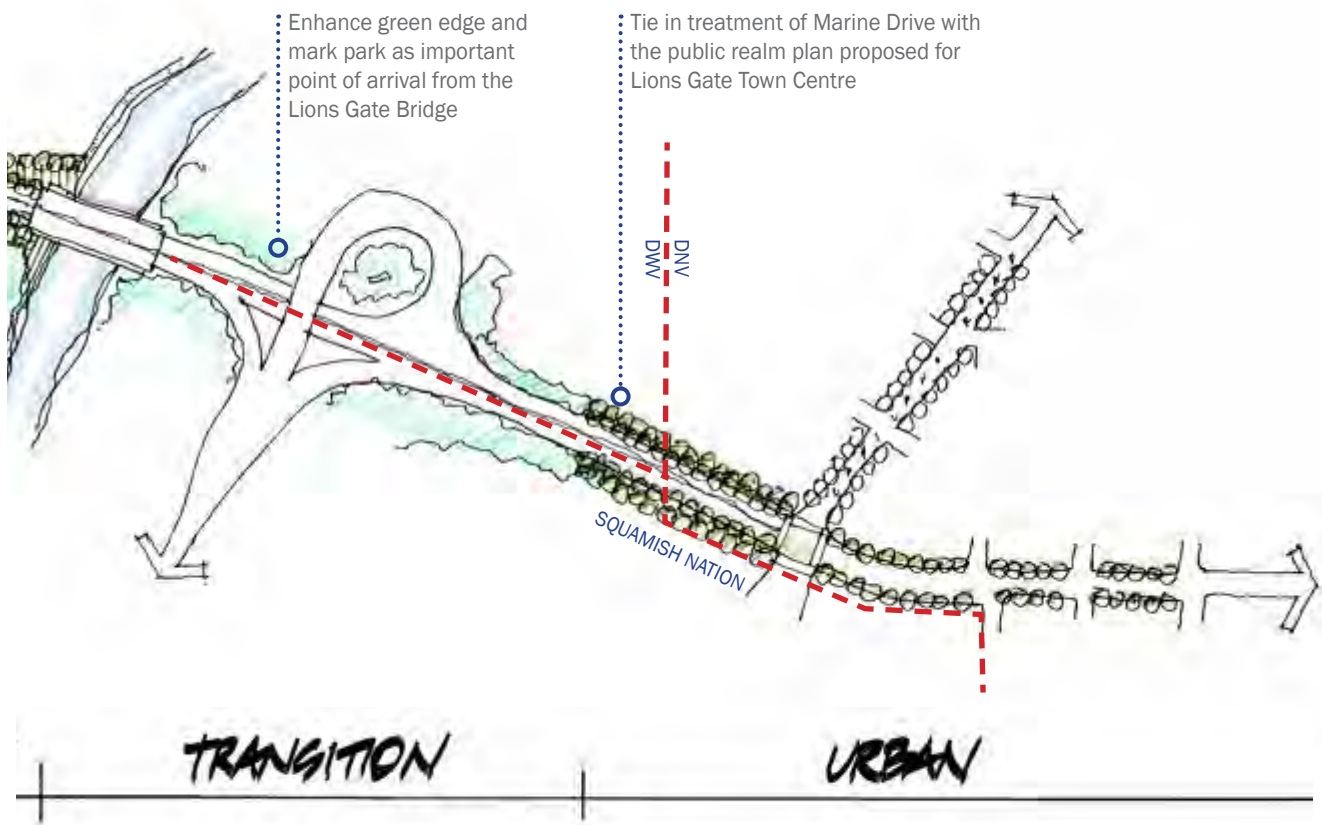 Enhance green edge and
mark park as important
point of arrival from the
Lions Gate Bridge
Tie in treatment of Marine Drive with
the public realm plan proposed for
Lions Gate Town Centre
DWV
DNV
SQUAMISH NATION
TRANSITION
URBAN